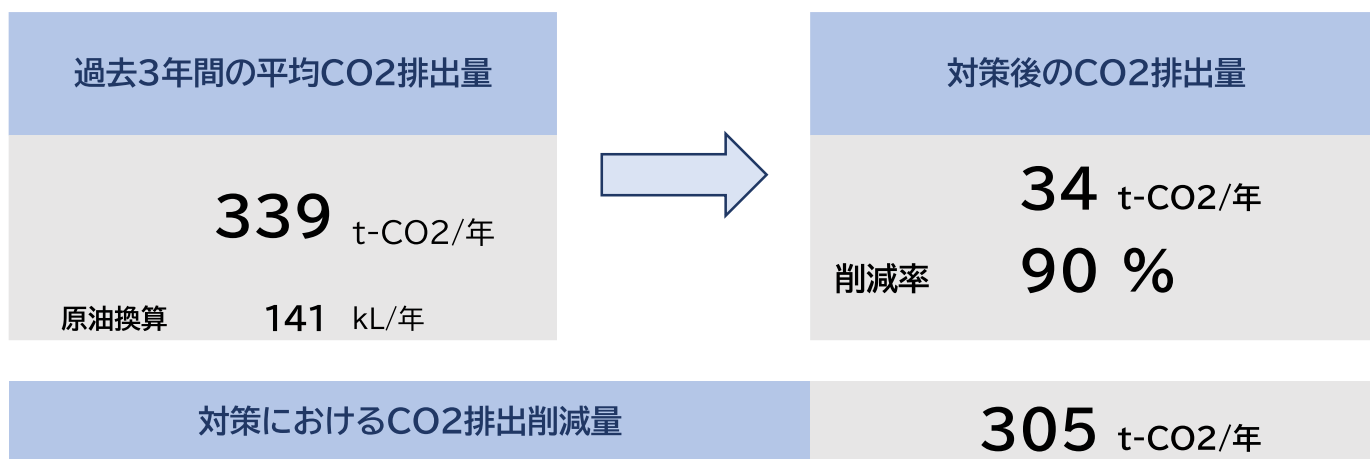 過去3年間の平均CO2排出量
339 t-CO2/年
原油換算 141 kL/年
対策後のCO2排出量
34 t-CO2/年
削減率 90 %
対策におけるCO2排出削減量
305 t-CO2/年